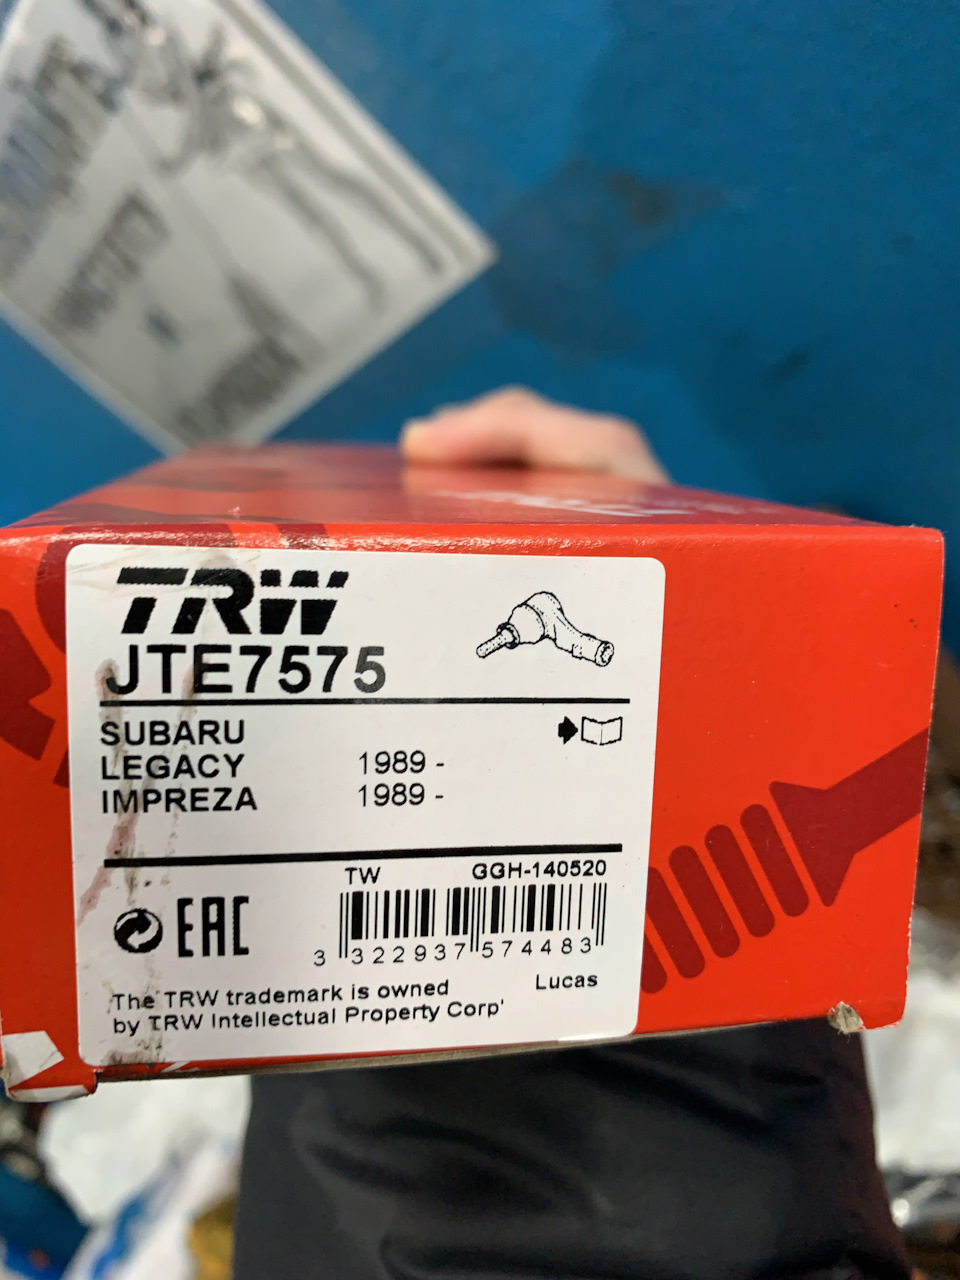 TRW
JTE7575
SUBARU
LEGACY 1989 -
IMPREZA 1989 -
TW GGH-140520
EAC
3 322937 574483
Lucas
The TRW trademark is owned
by TRW Intellectual Property Corp'